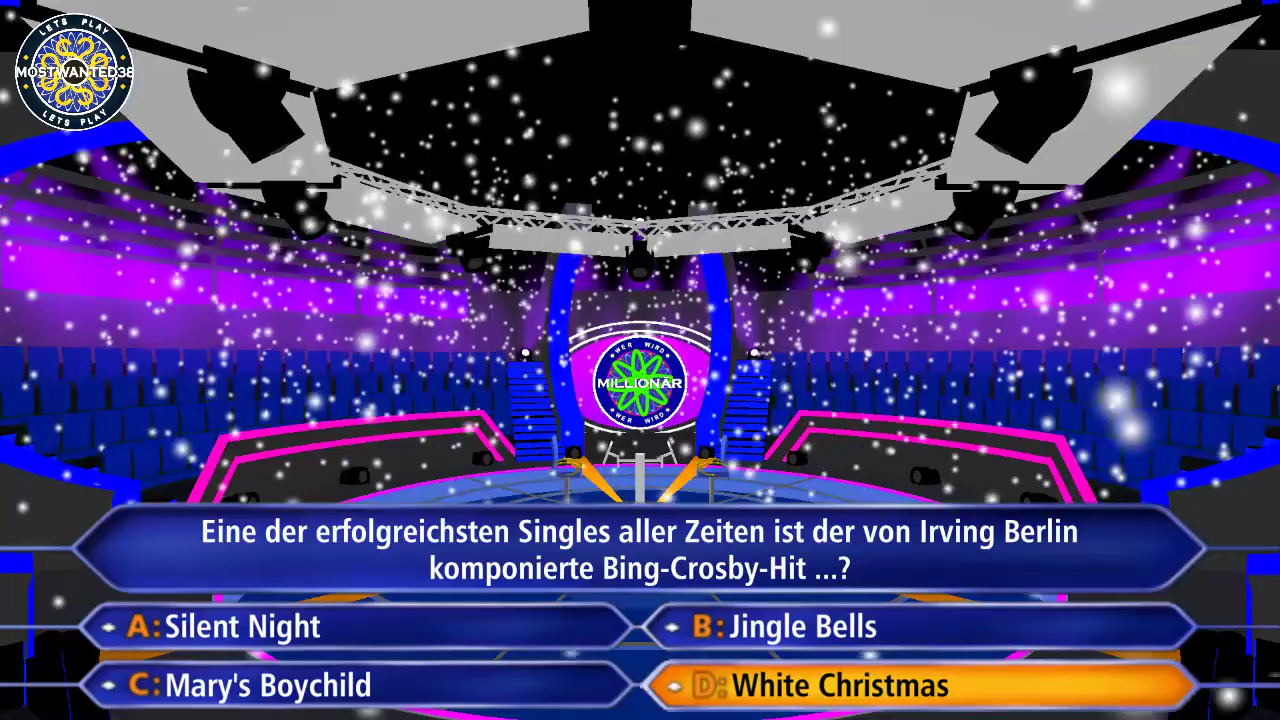 LETS PLAY
MOSTWANTED38
LETS PLAY
WER WIRD
MILLIONÄR
WER WIRD
Eine der erfolgreichsten Singles aller Zeiten ist der von Irving Berlin
komponierte Bing-Crosby-Hit ...?
A: Silent Night
B: Jingle Bells
C: Mary's Boychild
D: White Christmas